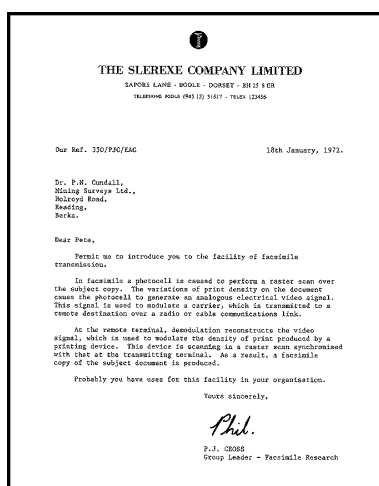 THE SLEREXE COMPANY LIMITED
SAPORS LANE - BOOLE - DORSET - BH 25 8 ER
TELEPHONE BOOLE (945 13) 51617 - TELEX 123456
Our Ref. 350/PJC/EAC
18th January, 1972.
Dr. P.N. Cundall,
Mining Surveys Ltd.,
Holroyd Road,
Reading,
Berks.
Dear Pete,
Permit me to introduce you to the facility of facsimile
transmission.
In facsimile a photocell is caused to perform a raster scan over
the subject copy. The variations of print density on the document
cause the photocell to generate an analogous electrical video signal.
This signal is used to modulate a carrier, which is transmitted to a
remote destination over a radio or cable communications link.
At the remote terminal, demodulation reconstructs the video
signal, which is used to modulate the density of print produced by a
printing device. This device is scanning in a raster scan synchronised
with that at the transmitting terminal. As a result, a facsimile
copy of the subject document is produced.
Probably you have uses for this facility in your organisation.
Yours sincerely,
Phil.
P.J. CROSS
Group Leader - Facsimile Research